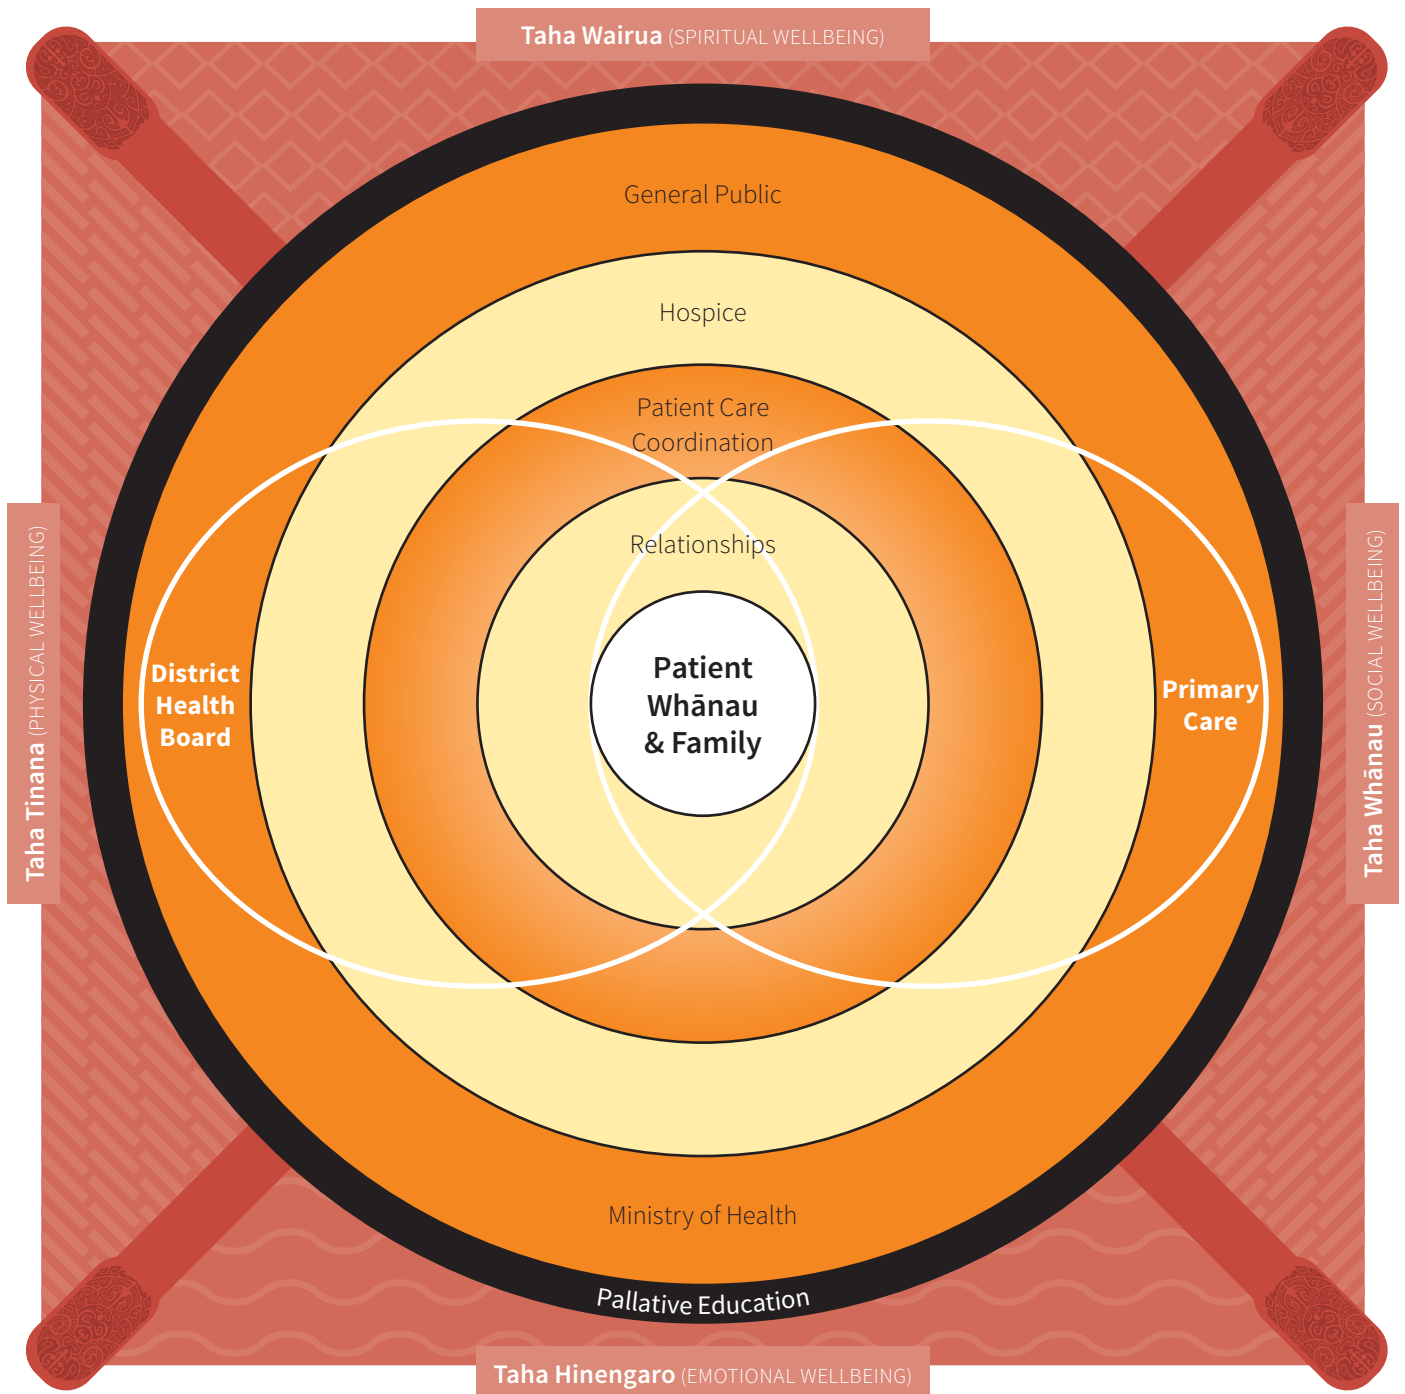 Taha Wairua (SPIRITUAL WELLBEING)
General Public
Hospice
Patient Care
Coordination
Relationships
Patient
Whānau
& Family
District
Health
Board
Primary
Care
Taha Tinana (PHYSICAL WELLBEING)
Taha Whānau (SOCIAL WELLBEING)
Ministry of Health
Pallative Education
Taha Hinengaro (EMOTIONAL WELLBEING)